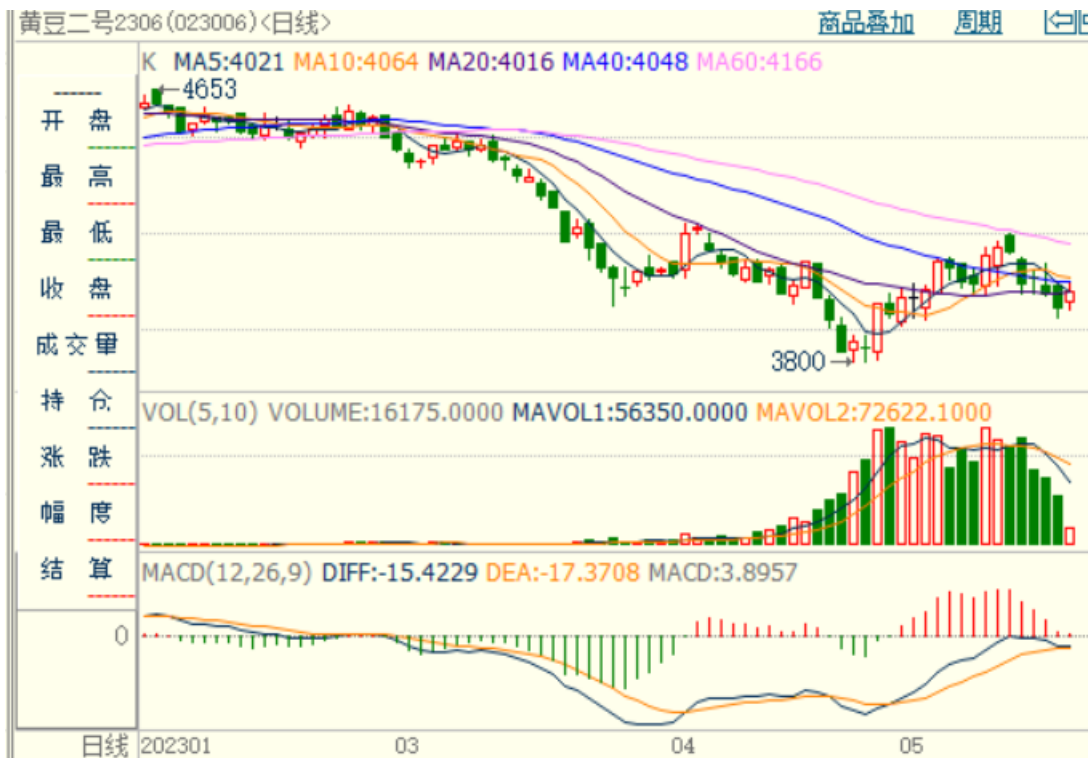 黄豆二号2306(023006)<日线> 商品叠加 周期
K MA5:4021 MA10:4064 MA20:4016 MA40:4048 MA60:4166
4653
开盘
最高
最低
收盘
成交量
3800
持仓
VOL(5,10) VOLUME:16175.0000 MAVOL1:56350.0000 MAVOL2:72622.1000
涨跌
幅度
结算
MACD(12,26,9) DIFF:-15.4229 DEA:-17.3708 MACD:3.8957
0
日线 202301 03 04 05